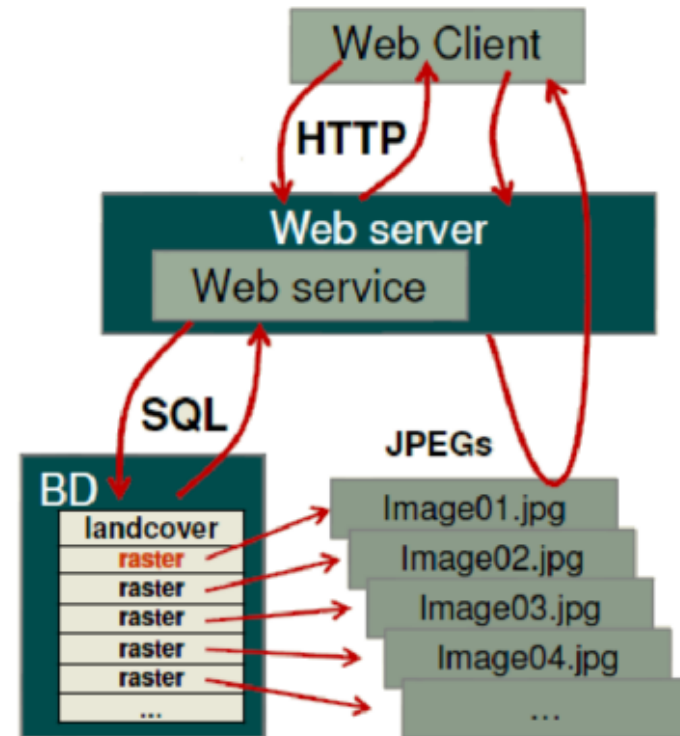 Web Client
HTTP
Web server
Web service
SQL
JPEGs
BD
landcover
raster
raster
raster
raster
raster
...
Image01.jpg
Image02.jpg
Image03.jpg
Image04.jpg
...